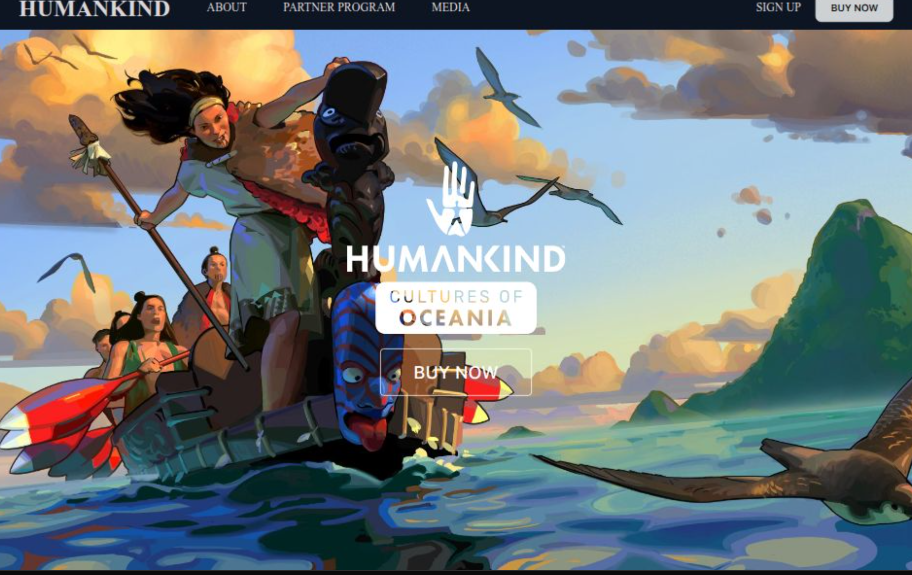 HUMANKIND
ABOUT
PARTNER PROGRAM
MEDIA
SIGN UP
BUY NOW
HUMANKIND
CULTURES OF
OCEANIA
BUY NOW